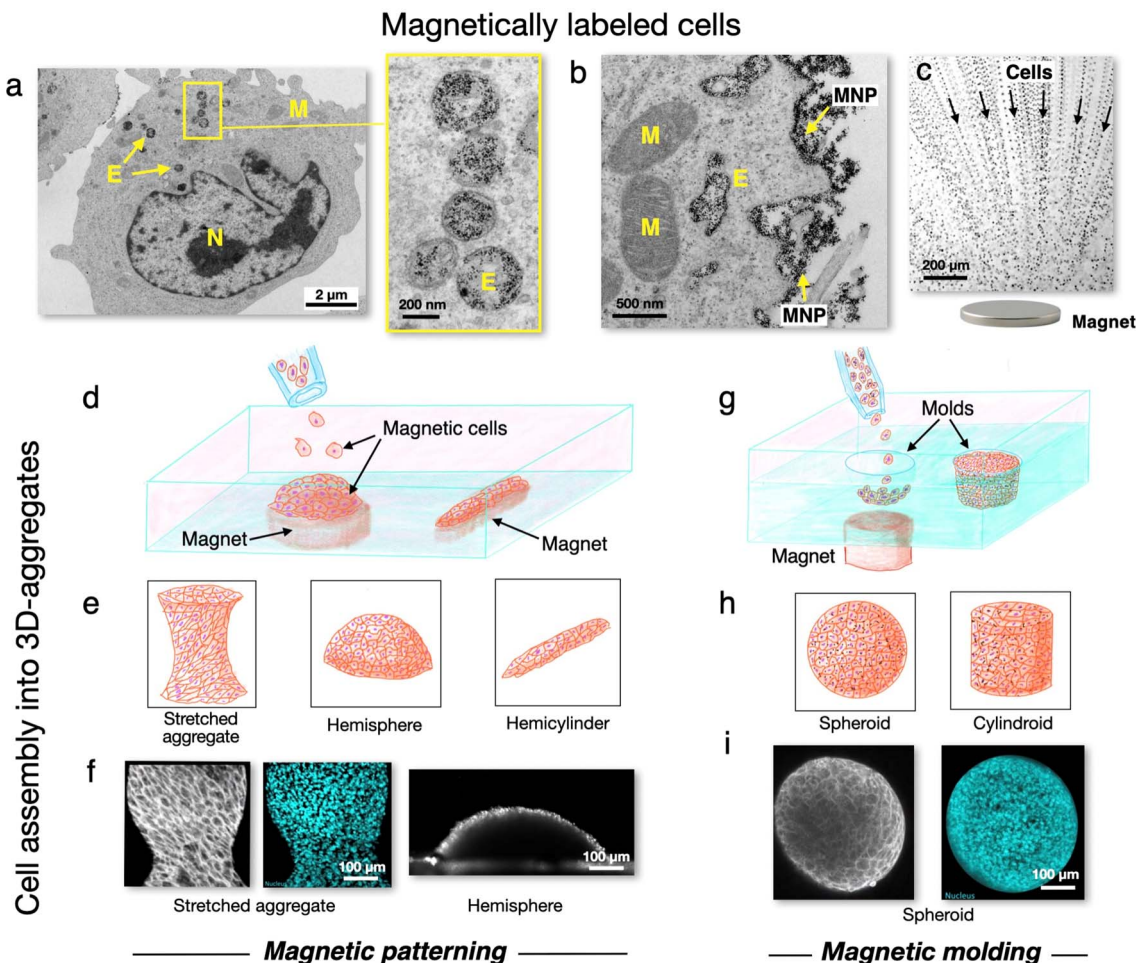 Magnetically labeled cells
a
M
E
N
2 µm
E
200 nm
b
MNP
M
E
M
MNP
500 nm
c
Cells
200 µm
Magnet
Cell assembly into 3D-aggregates
d
Magnetic cells
Magnet
Magnet
g
Molds
Magnet
e
Stretched
aggregate
Hemisphere
Hemicylinder
h
Spheroid
Cylindroid
f
Nucleus
100 µm
100 µm
Stretched aggregate
Hemisphere
i
Nucleus
100 µm
Spheroid
Magnetic patterning
Magnetic molding